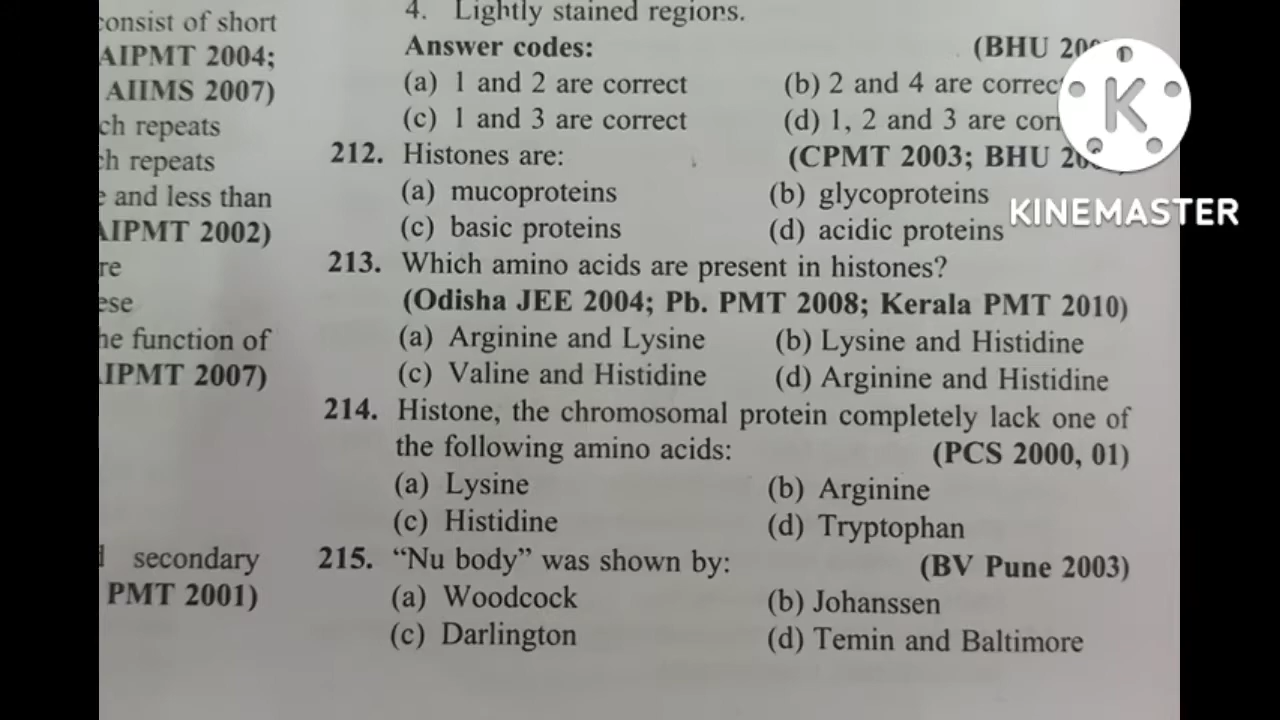 consist of short
AIPMT 2004;
AIIMS 2007)
ch repeats
ch repeats
e and less than
AIPMT 2002)
re
ese
he function of
IPMT 2007)
secondary
PMT 2001)
4. Lightly stained regions.
Answer codes: (BHU
(a) 1 and 2 are correct (b) 2 and 4 are correc
(c) 1 and 3 are correct (d) 1, 2 and 3 are cor
212. Histones are: (CPMT 2003; BHU
(a) mucoproteins (b) glycoproteins
(c) basic proteins (d) acidic proteins
213. Which amino acids are present in histones?
(Odisha JEE 2004; Pb. PMT 2008; Kerala PMT 2010)
(a) Arginine and Lysine (b) Lysine and Histidine
(c) Valine and Histidine (d) Arginine and Histidine
214. Histone, the chromosomal protein completely lack one of
the following amino acids: (PCS 2000, 01)
(a) Lysine (b) Arginine
(c) Histidine (d) Tryptophan
215. “Nu body” was shown by: (BV Pune 2003)
(a) Woodcock (b) Johanssen
(c) Darlington (d) Temin and Baltimore
K
KINEMASTER